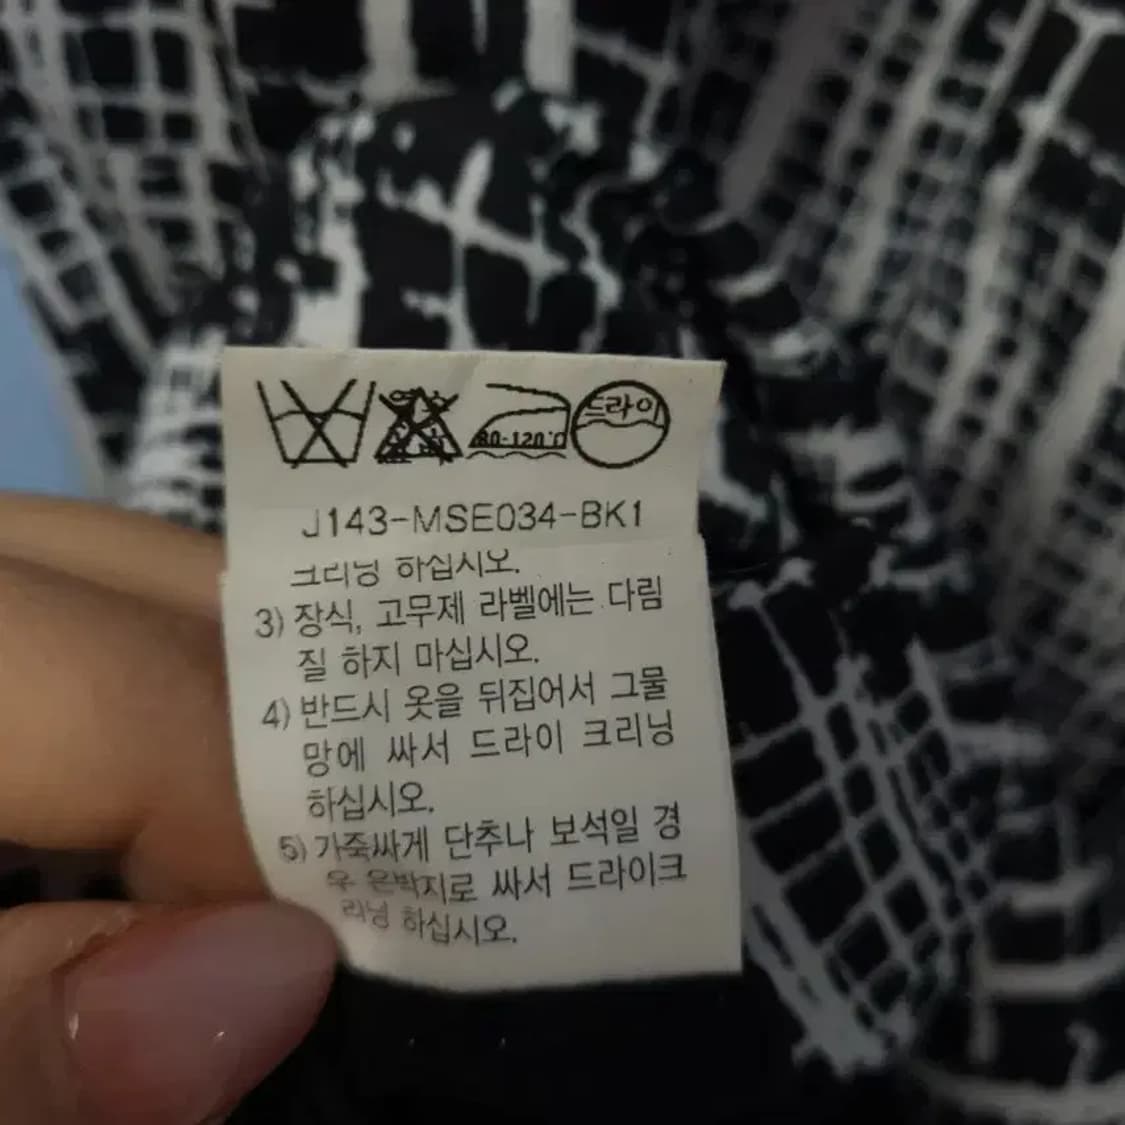 80-120℃ 드라이
J143-MSE034-BK1
크리닝 하십시오.
3) 장식, 고무제 라벨에는 다림
질 하지 마십시오.
4) 반드시 옷을 뒤집어서 그물
망에 싸서 드라이 크리닝
하십시오.
5) 가죽싸게 단추나 보석일 경
우 은박지로 싸서 드라이크
리닝 하십시오.